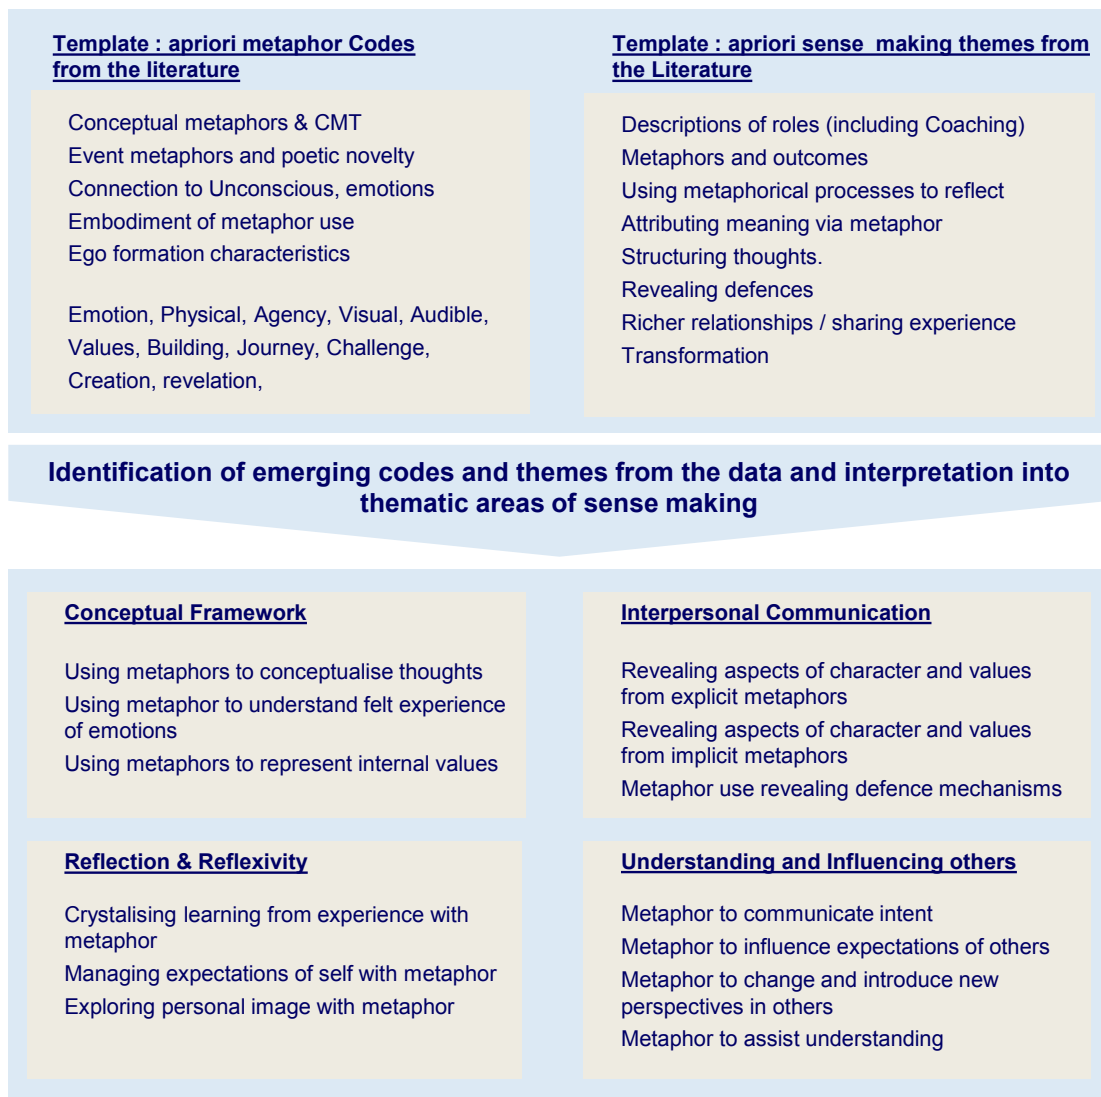 Template : apriori metaphor Codes
from the literature
Conceptual metaphors & CMT
Event metaphors and poetic novelty
Connection to Unconscious, emotions
Embodiment of metaphor use
Ego formation characteristics
Emotion, Physical, Agency, Visual, Audible,
Values, Building, Journey, Challenge,
Creation, revelation,
Template : apriori sense making themes from
the Literature
Descriptions of roles (including Coaching)
Metaphors and outcomes
Using metaphorical processes to reflect
Attributing meaning via metaphor
Structuring thoughts.
Revealing defences
Richer relationships / sharing experience
Transformation
Identification of emerging codes and themes from the data and interpretation into
thematic areas of sense making
Conceptual Framework
Using metaphors to conceptualise thoughts
Using metaphor to understand felt experience
of emotions
Using metaphors to represent internal values
Interpersonal Communication
Revealing aspects of character and values
from explicit metaphors
Revealing aspects of character and values
from implicit metaphors
Metaphor use revealing defence mechanisms
Reflection & Reflexivity
Crystalising learning from experience with
metaphor
Managing expectations of self with metaphor
Exploring personal image with metaphor
Understanding and Influencing others
Metaphor to communicate intent
Metaphor to influence expectations of others
Metaphor to change and introduce new
perspectives in others
Metaphor to assist understanding